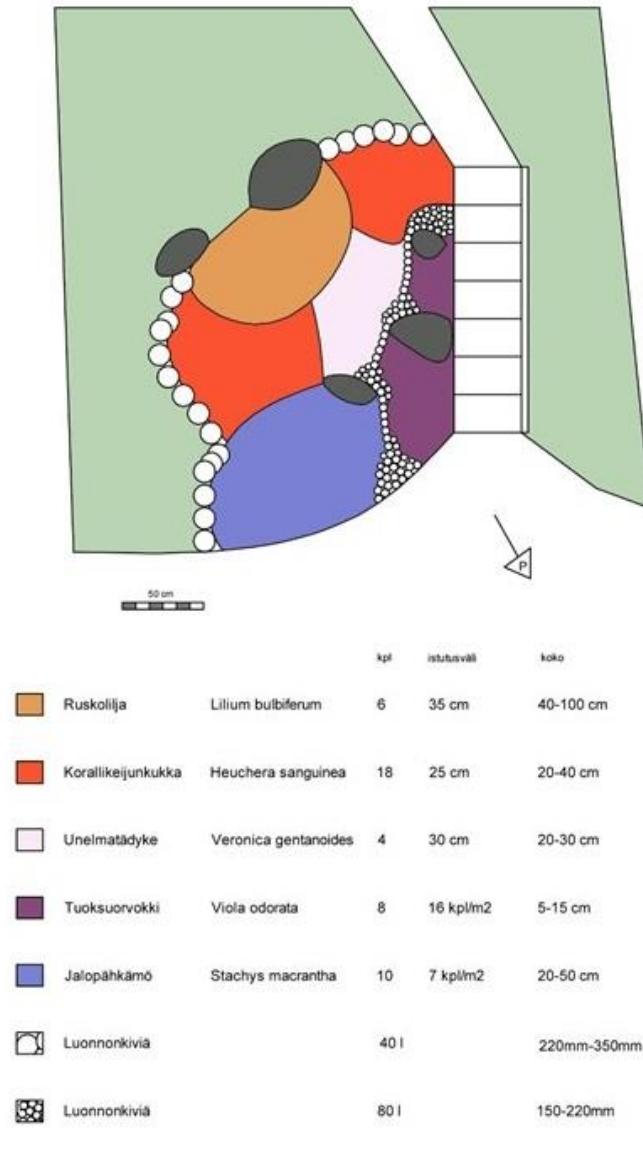 P
50 cm
kpl istutusväli koko
Ruskolilja Lilium bulbiferum 6 35 cm 40-100 cm
Korallikeijunkukka Heuchera sanguinea 18 25 cm 20-40 cm
Unelmatädyke Veronica gentanoides 4 30 cm 20-30 cm
Tuoksuorvokki Viola odorata 8 16 kpl/m2 5-15 cm
Jalopähkämö Stachys macrantha 10 7 kpl/m2 20-50 cm
Luonnonkiviä 40 l 220mm-350mm
Luonnonkiviä 80 l 150-220mm